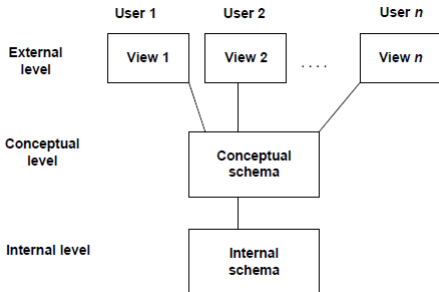 User 1 User 2 User n
External level View 1 View 2 .... View n
Conceptual level Conceptual schema
Internal level Internal schema